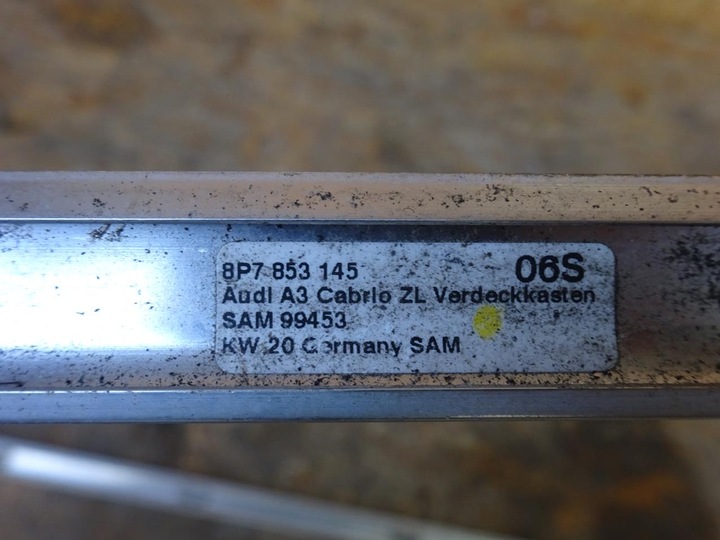 8P7 853 145 06S
Audi A3 Cabrio ZL Verdeckkasten
SAM 99453
KW 20 Germany SAM